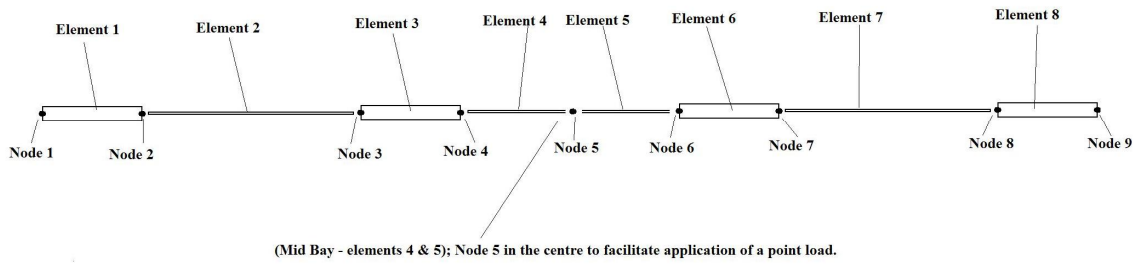 Element 1
Element 2
Element 3
Element 4
Element 5
Element 6
Element 7
Element 8
Node 1
Node 2
Node 3
Node 4
Node 5
Node 6
Node 7
Node 8
Node 9
(Mid Bay - elements 4 & 5); Node 5 in the centre to facilitate application of a point load.